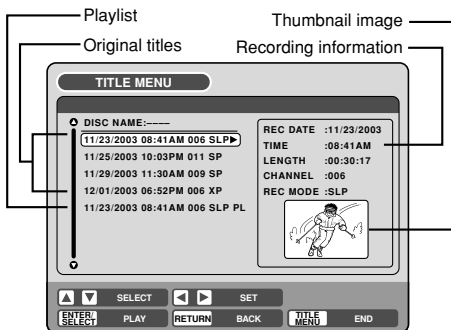 Playlist
Thumbnail image
Original titles
Recording information
TITLE MENU
DISC NAME:––––
11/23/2003 08:41AM 006 SLP▶
11/25/2003 10:03PM 011 SP
11/29/2003 11:30AM 009 SP
12/01/2003 06:52PM 006 XP
11/23/2003 08:41AM 006 SLP PL
REC DATE :11/23/2003
TIME :08:41AM
LENGTH :00:30:17
CHANNEL :006
REC MODE :SLP
SELECT SET
ENTER/SELECT PLAY RETURN BACK TITLE MENU END